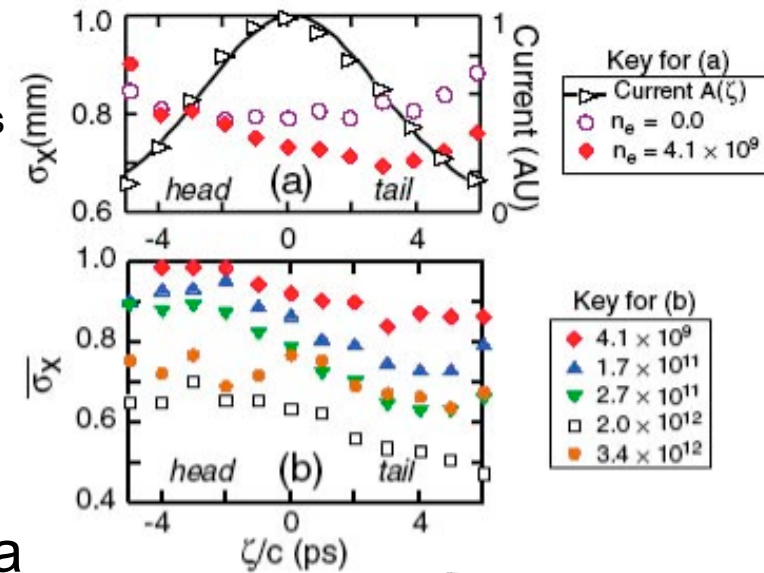 1.0
0.8
0.6
σX(mm)
1
0
Current (AU)
head (a) tail
-4 0 4
Key for (a)
Current A(ζ)
ne = 0.0
ne = 4.1 × 10⁹
s
1.0
0.8
0.6
0.4
σ̅X
head (b) tail
-4 0 4
ζ/c (ps)
Key for (b)
4.1 × 10⁹
1.7 × 10¹¹
2.7 × 10¹¹
2.0 × 10¹²
3.4 × 10¹²
a